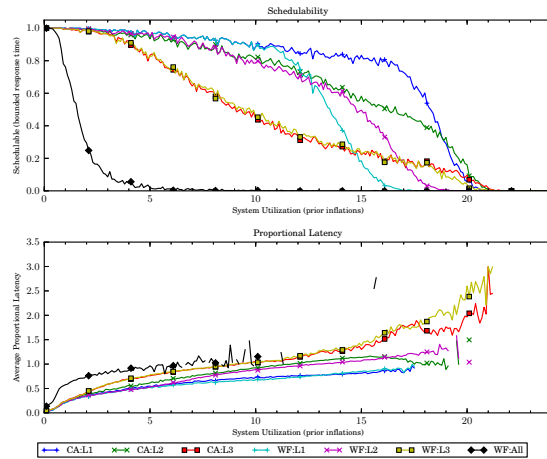 Schedulability
Schedulable (bounded response time)
1.0
0.8
0.6
0.4
0.2
0.0
0 5 10 15 20
System Utilization (prior inflations)
Proportional Latency
Average Proportional Latency
3.5
3.0
2.5
2.0
1.5
1.0
0.5
0.0
0 5 10 15 20
System Utilization (prior inflations)
CA:L1 CA:L2 CA:L3 WF:L1 WF:L2 WF:L3 WF:All